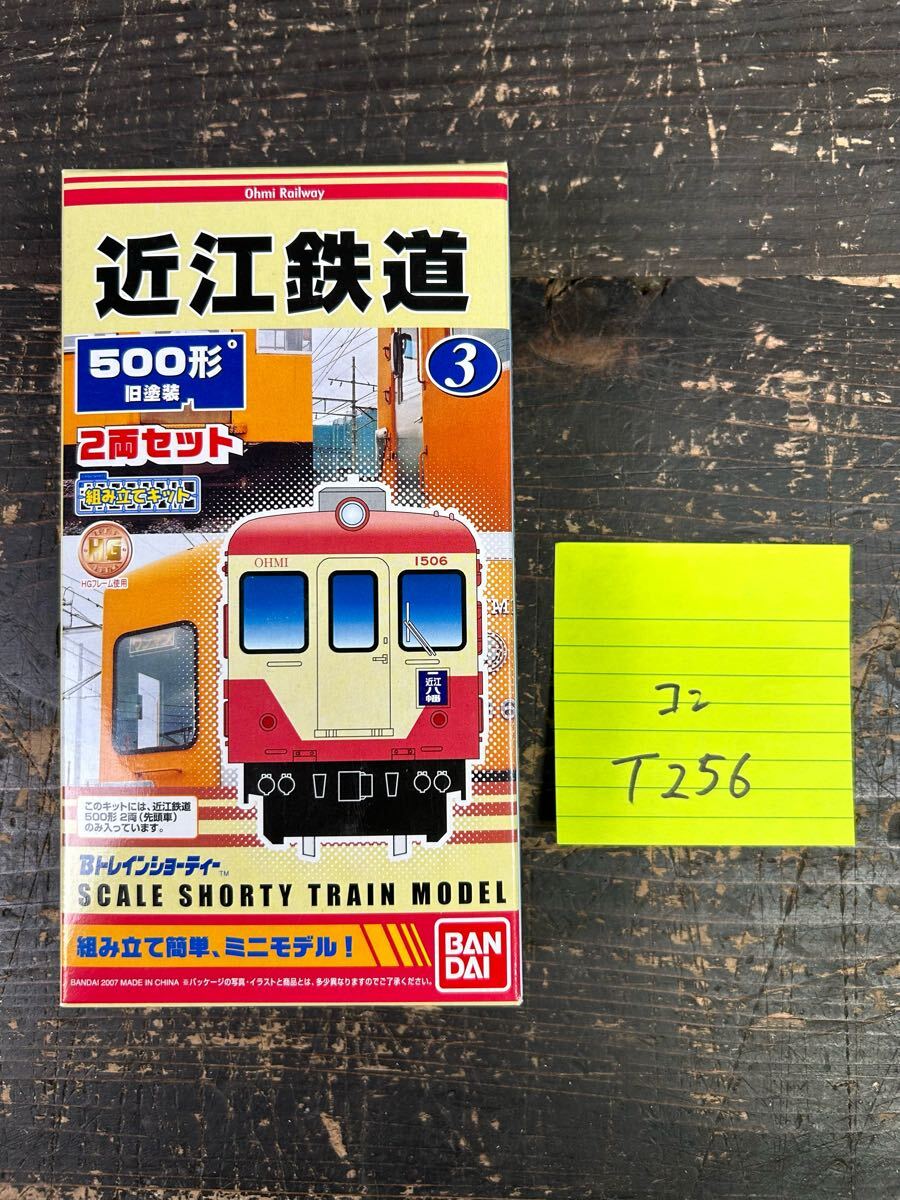 Ohmi Railway
近江鉄道
500形
旧塗装
3
2両セット
組み立てキット
HG
HGフレーム使用
OHMI
1506
近江八幡
このキットには、近江鉄道
500形 2両(先頭車)
のみ入っています。
BトレインショーティーTM
SCALE SHORTY TRAIN MODEL
組み立て簡単、ミニモデル!
BANDAI 2007 MADE IN CHINA ※パッケージの写真・イラストと商品とは、多少異なりますのでご了承ください。
BAN
DAI
コン
T256